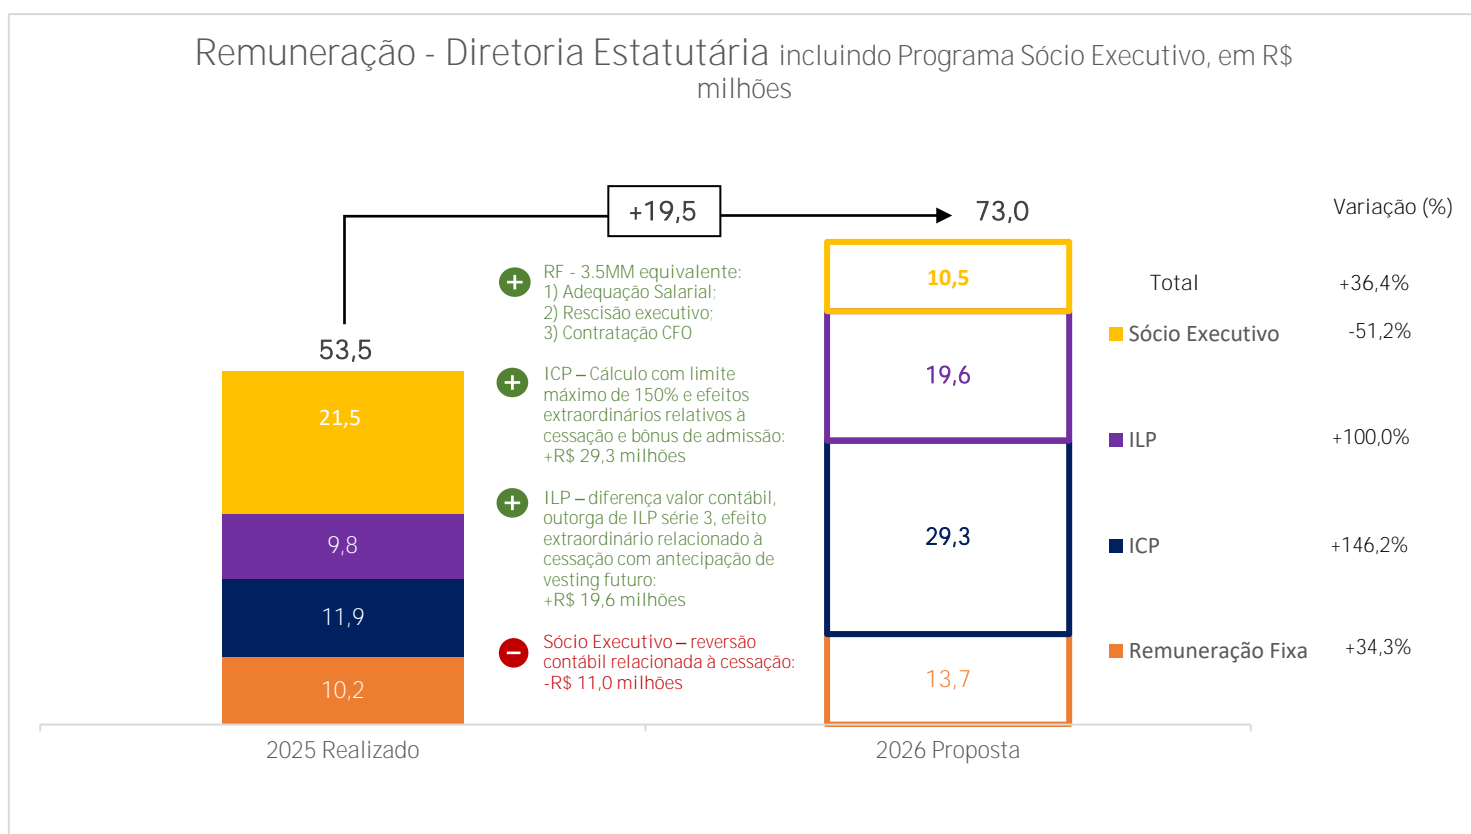 Remuneração - Diretoria Estatutária incluindo Programa Sócio Executivo, em R$
milhões
+19,5
73,0
Variação (%)
53,5
RF - 3.5MM equivalente:
1) Adequação Salarial;
2) Rescisão executivo;
3) Contratação CFO
ICP – Cálculo com limite
máximo de 150% e efeitos
extraordinários relativos à
cessação e bônus de admissão:
+R$ 29,3 milhões
ILP – diferença valor contábil,
outorga de ILP série 3, efeito
extraordinário relacionado à
cessação com antecipação de
vesting futuro:
+R$ 19,6 milhões
Sócio Executivo – reversão
contábil relacionada à cessação:
-R$ 11,0 milhões
21,5
9,8
11,9
10,2
10,5
19,6
29,3
13,7
Total +36,4%
Sócio Executivo -51,2%
ILP +100,0%
ICP +146,2%
Remuneração Fixa +34,3%
2025 Realizado
2026 Proposta